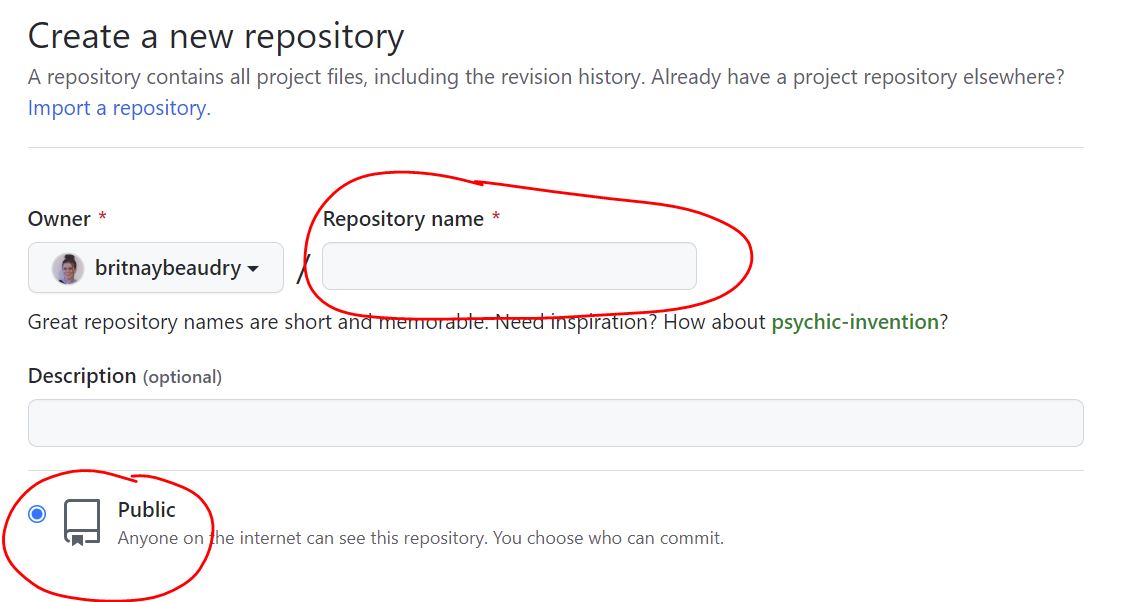 Create a new repository
A repository contains all project files, including the revision history. Already have a project repository elsewhere?
Import a repository.
Owner *
Repository name *
britnaybeaudry /
Great repository names are short and memorable. Need inspiration? How about psychic-invention?
Description (optional)
Public
Anyone on the internet can see this repository. You choose who can commit.